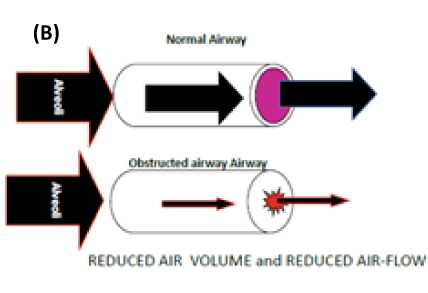 (B)
Normal Airway
Alveoli
Obstructed airway Airway
Alveoli
REDUCED AIR VOLUME and REDUCED AIR-FLOW